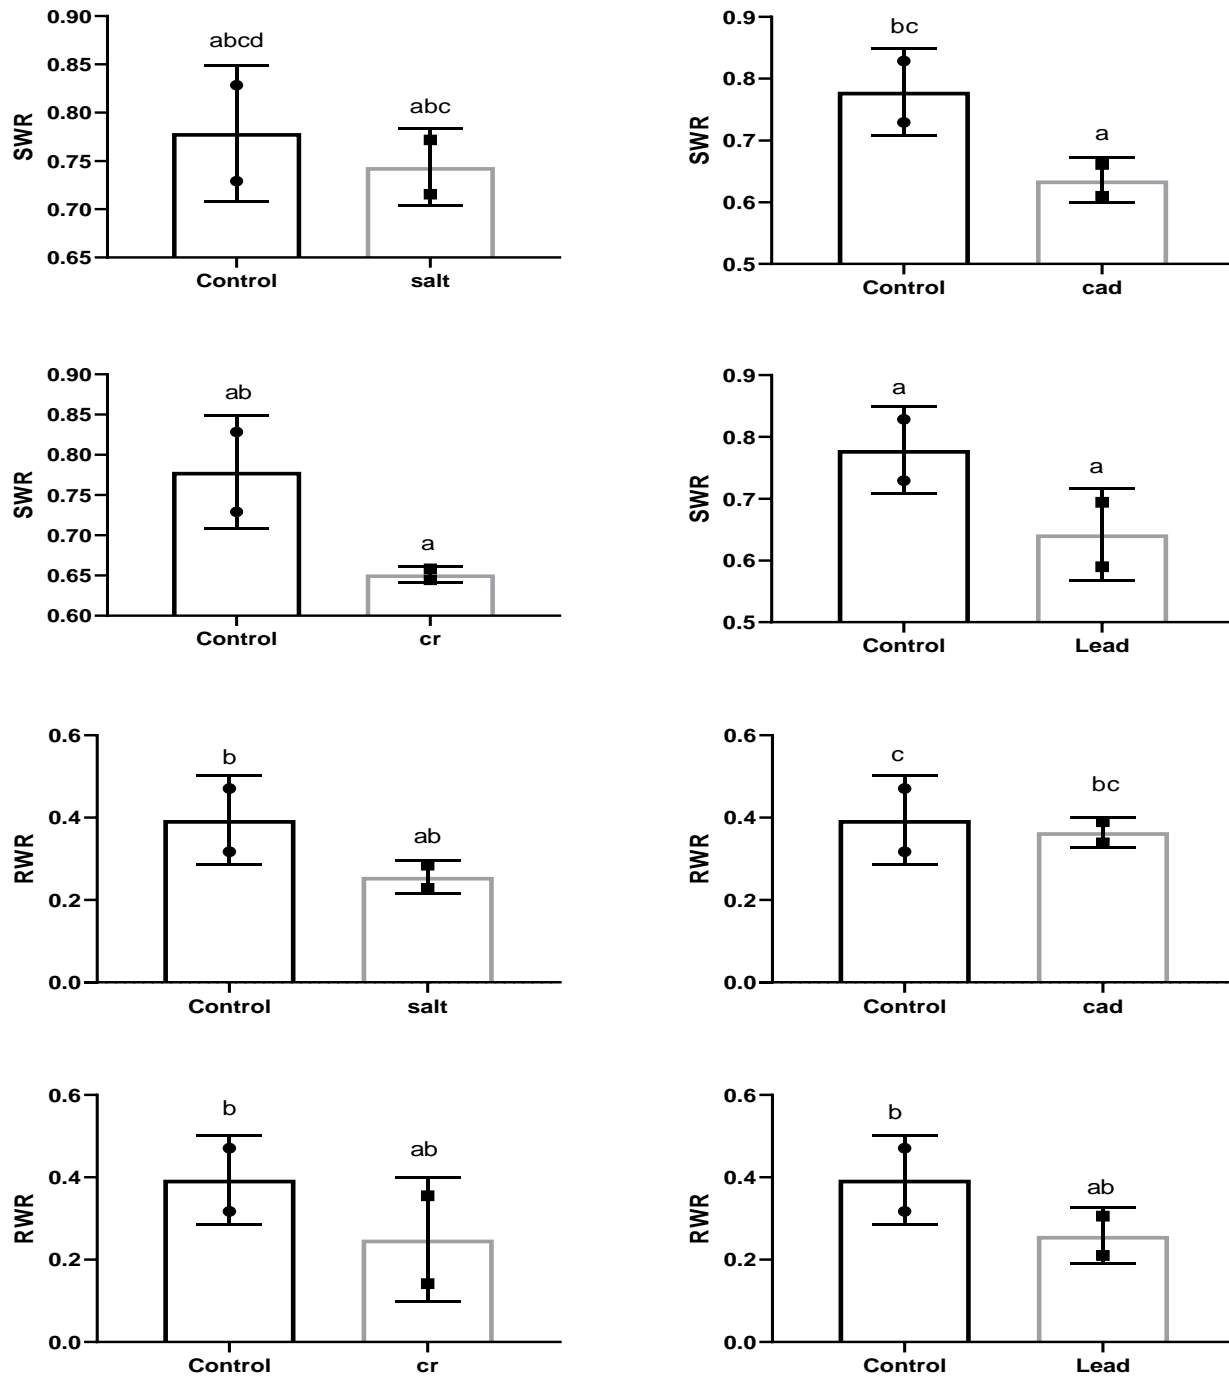 0.90
0.85
0.80
0.75
0.70
0.65
SWR
abcd
abc
Control
salt
0.9
0.8
0.7
0.6
0.5
SWR
bc
a
Control
cad
0.90
0.85
0.80
0.75
0.70
0.65
0.60
SWR
ab
a
Control
cr
0.9
0.8
0.7
0.6
0.5
SWR
a
a
Control
Lead
0.6
0.4
0.2
0.0
RWR
b
ab
Control
salt
0.6
0.4
0.2
0.0
RWR
c
bc
Control
cad
0.6
0.4
0.2
0.0
RWR
b
ab
Control
cr
0.6
0.4
0.2
0.0
RWR
b
ab
Control
Lead